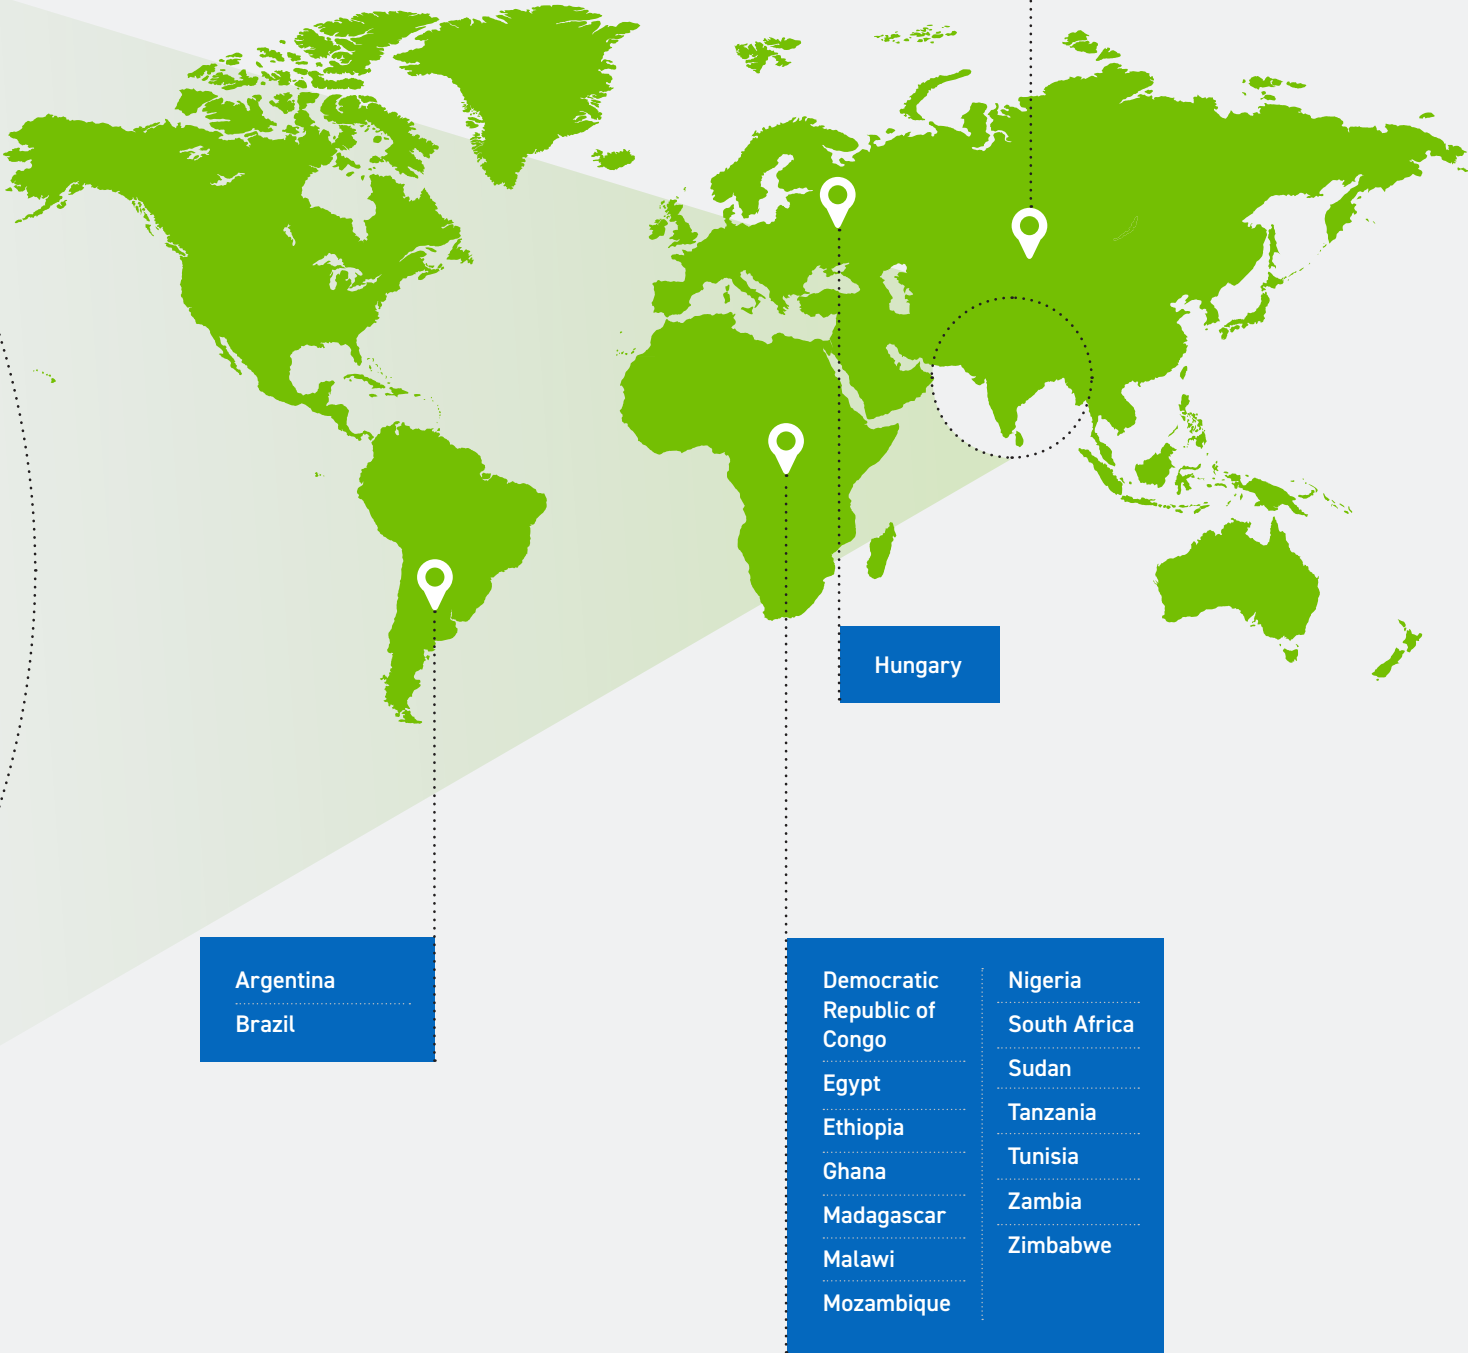 Hungary
Argentina
Brazil
Democratic
Republic of
Congo
Egypt
Ethiopia
Ghana
Madagascar
Malawi
Mozambique
Nigeria
South Africa
Sudan
Tanzania
Tunisia
Zambia
Zimbabwe